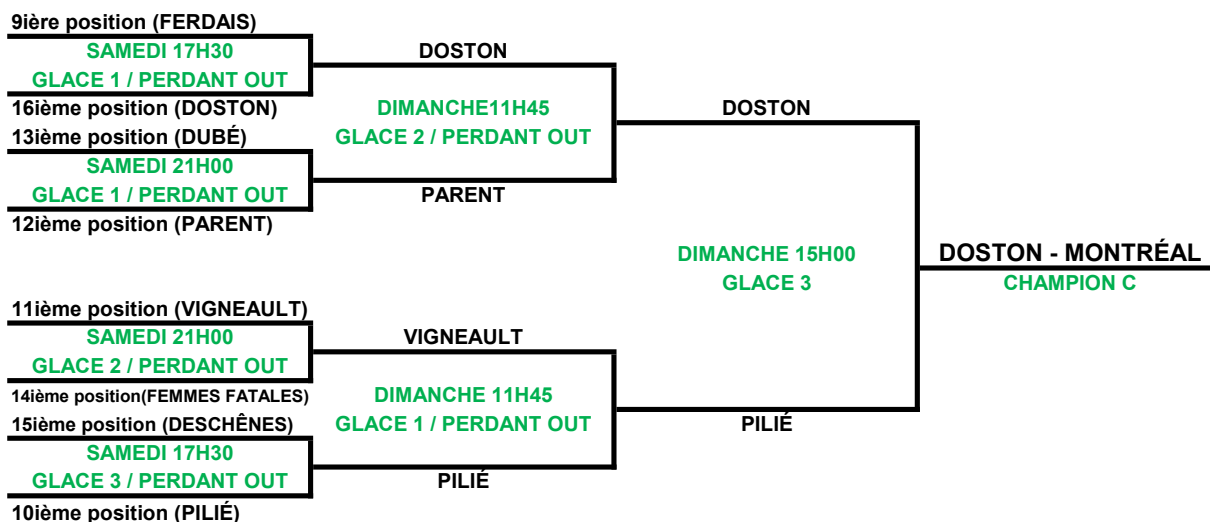 9ième position (FERDAIS)
SAMEDI 17H30
GLACE 1 / PERDANT OUT
16ième position (DOSTON)
13ième position (DUBÉ)
SAMEDI 21H00
GLACE 1 / PERDANT OUT
12ième position (PARENT)
DOSTON
DIMANCHE11H45
GLACE 2 / PERDANT OUT
PARENT
DOSTON
DIMANCHE 15H00
GLACE 3
DOSTON - MONTRÉAL
CHAMPION C
11ième position (VIGNEAULT)
SAMEDI 21H00
GLACE 2 / PERDANT OUT
14ième position(FEMMES FATALES)
15ième position (DESCHÊNES)
SAMEDI 17H30
GLACE 3 / PERDANT OUT
10ième position (PILIÉ)
VIGNEAULT
DIMANCHE 11H45
GLACE 1 / PERDANT OUT
PILIÉ
PILIÉ